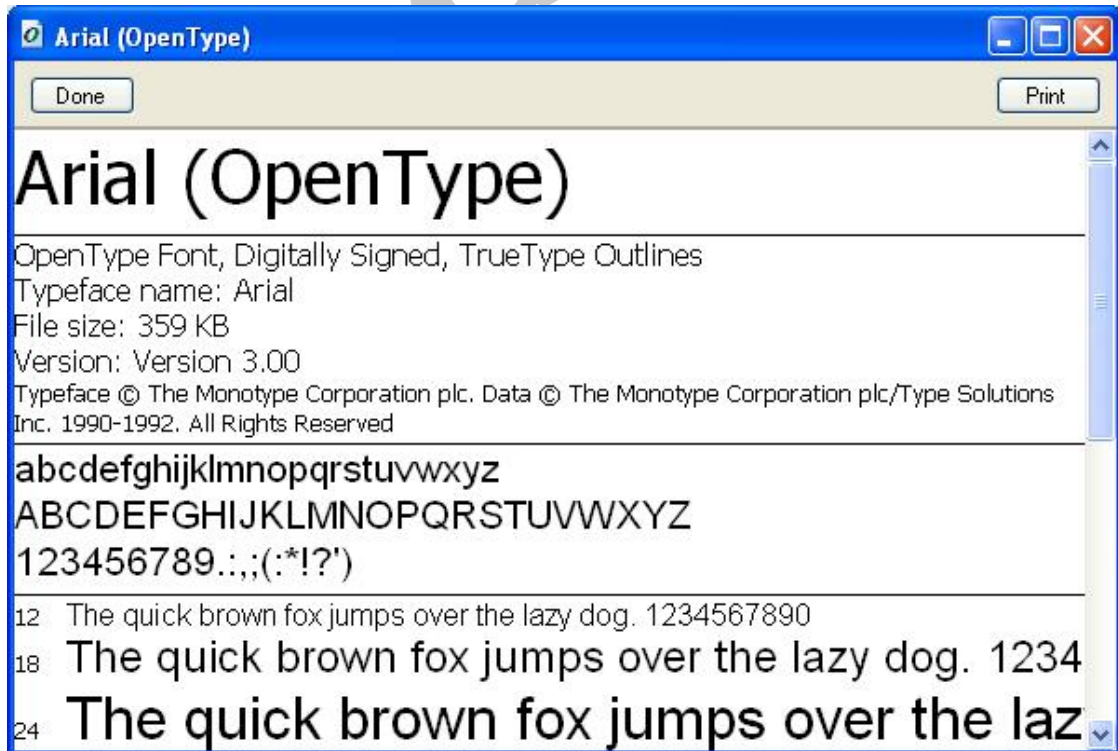 Arial (OpenType)
Done
Print
Arial (OpenType)
OpenType Font, Digitally Signed, TrueType Outlines
Typeface name: Arial
File size: 359 KB
Version: Version 3.00
Typeface © The Monotype Corporation plc. Data © The Monotype Corporation plc/Type Solutions
Inc. 1990-1992. All Rights Reserved
abcdefghijklmnopqrstuvwxyz
ABCDEFGHIJKLMNOPQRSTUVWXYZ
123456789.:,;(:*!?')
12 The quick brown fox jumps over the lazy dog. 1234567890
18 The quick brown fox jumps over the lazy dog. 1234
24 The quick brown fox jumps over the laz